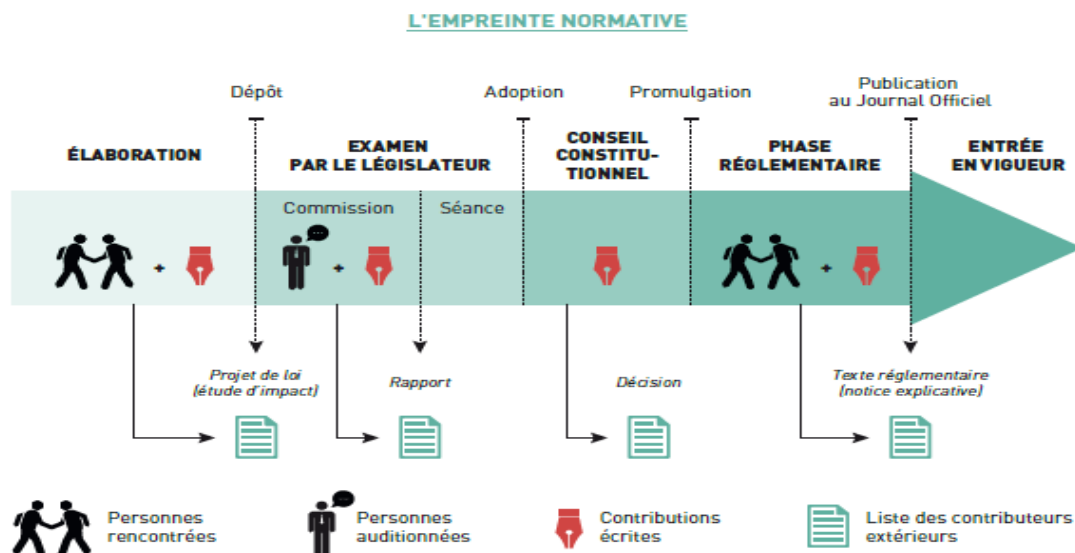 L'EMPREINTE NORMATIVE
Dépôt
Adoption
Promulgation
Publication
au Journal Officiel
ÉLABORATION
EXAMEN
PAR LE LÉGISLATEUR
CONSEIL
CONSTITU-
TIONNEL
PHASE
RÉGLEMENTAIRE
ENTRÉE
EN VIGUEUR
Commission
Séance
+
+
+
Projet de loi
(étude d'impact)
Rapport
Décision
Texte réglementaire
(notice explicative)
Personnes
rencontrées
Personnes
auditionnées
Contributions
écrites
Liste des contributeurs
extérieurs